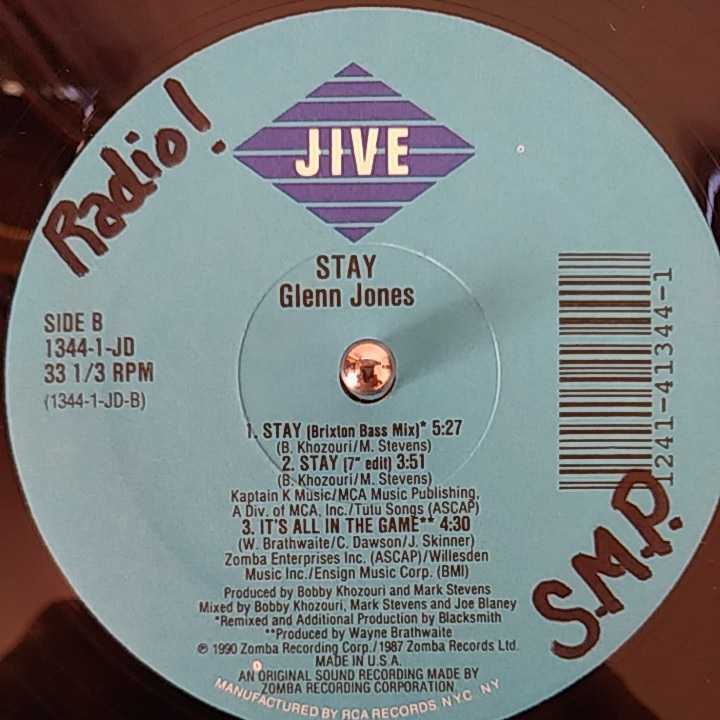 Radio!
JIVE
STAY
Glenn Jones
SIDE B
1344-1-JD
33 1/3 RPM
(1344-1-JD-B)
1241-41344-1
1. STAY (Brixton Bass Mix)* 5:27
(B. Khozouri/M. Stevens)
2. STAY (7" edit) 3:51
(B. Khozouri/M. Stevens)
Kaptain K Music/MCA Music Publishing,
A Div. of MCA, Inc./Tutu Songs (ASCAP)
3. IT'S ALL IN THE GAME** 4:30
(W. Brathwaite/C. Dawson/J. Skinner)
Zomba Enterprises Inc. (ASCAP)/Willesden
Music Inc./Ensign Music Corp. (BMI)
Produced by Bobby Khozouri and Mark Stevens
Mixed by Bobby Khozouri, Mark Stevens and Joe Blaney
*Remixed and Additional Production by Blacksmith
**Produced by Wayne Brathwaite
℗ 1990 Zomba Recording Corp./1987 Zomba Records Ltd.
MADE IN U.S.A.
AN ORIGINAL SOUND RECORDING MADE BY
ZOMBA RECORDING CORPORATION
MANUFACTURED BY RCA RECORDS NYC NY
S.M.P.